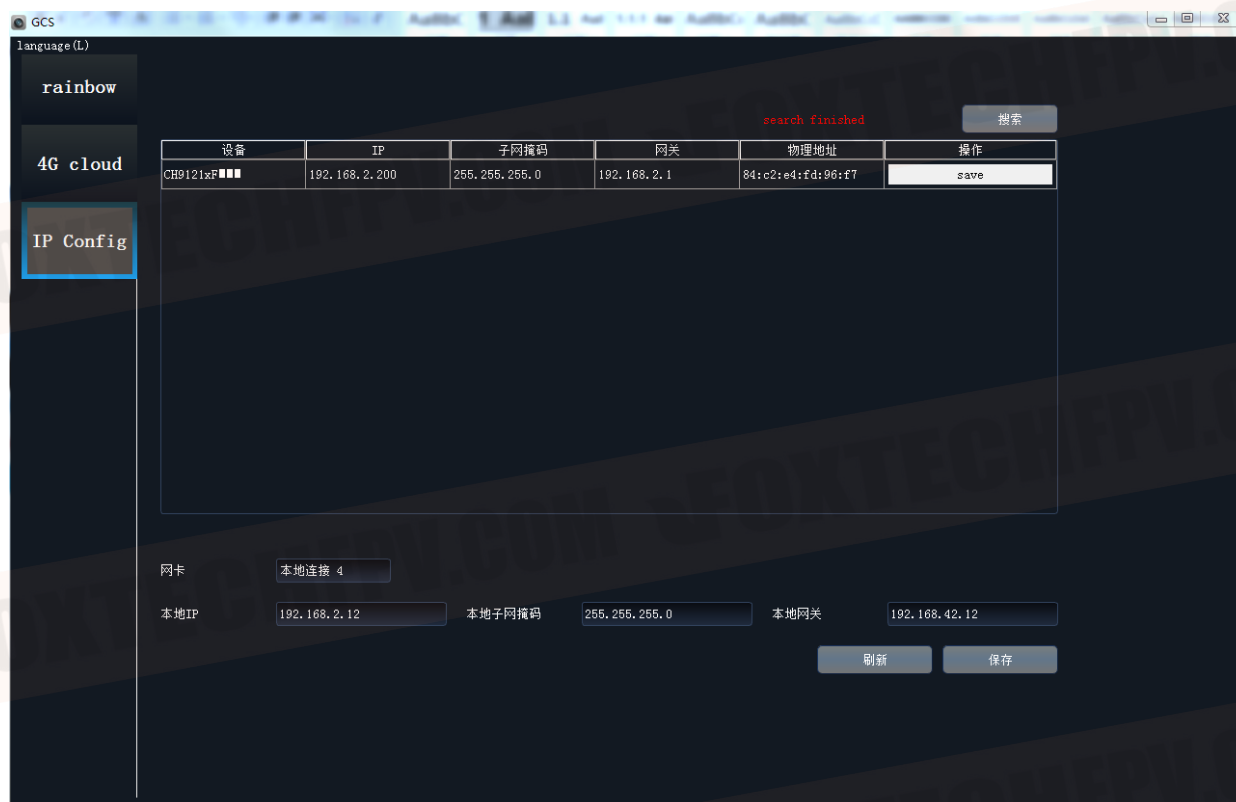 GCS
language(L)
rainbow
4G cloud
IP Config
search finished 搜索
设备 IP 子网掩码 网关 物理地址 操作
CH9121xF 192.168.2.200 255.255.255.0 192.168.2.1 84:c2:e4:fd:96:f7 save
网卡 本地连接 4
本地IP 192.168.2.12 本地子网掩码 255.255.255.0 本地网关 192.168.42.12
刷新 保存
FOXTECHFPV.COM